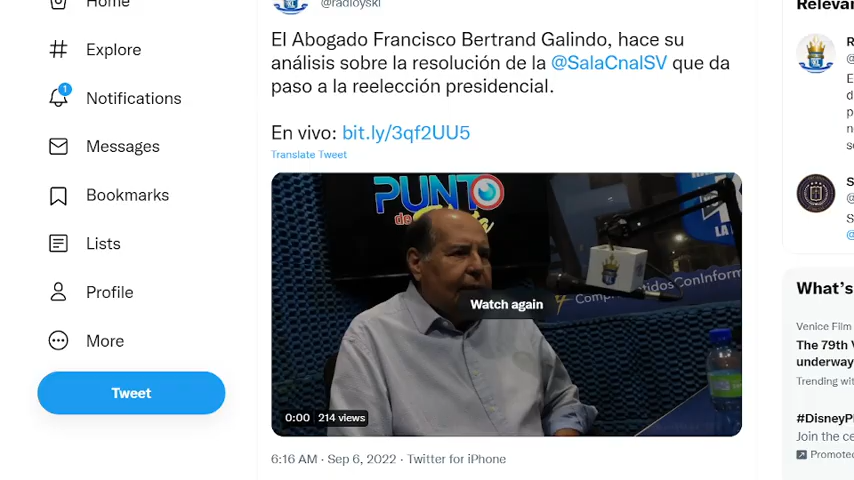 Home
Explore
1
Notifications
Messages
Bookmarks
Lists
Profile
More
Tweet
@radioyski
El Abogado Francisco Bertrand Galindo, hace su
análisis sobre la resolución de la @SalaCnalSV que da
paso a la reelección presidencial.
En vivo: bit.ly/3qf2UU5
Translate Tweet
PUNTO
de
Watch again
0:00 214 views
6:16 AM · Sep 6, 2022 · Twitter for iPhone
What's
Venice Film
The 79th V
underway
Trending wit
#DisneyP
Join the ce
Promoted